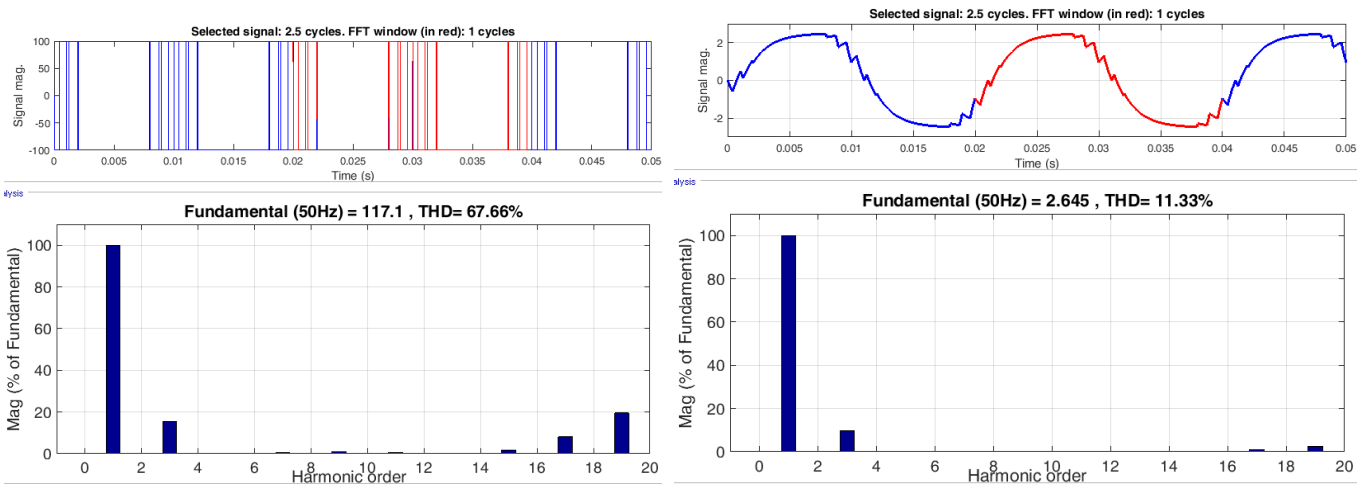 Selected signal: 2.5 cycles. FFT window (in red): 1 cycles
Signal mag.
100
50
0
-50
-100
0 0.005 0.01 0.015 0.02 0.025 0.03 0.035 0.04 0.045 0.05
Time (s)
alysis
Fundamental (50Hz) = 117.1 , THD= 67.66%
Mag (% of Fundamental)
100
80
60
40
20
0
0 2 4 6 8 10 12 14 16 18 20
Harmonic order
Selected signal: 2.5 cycles. FFT window (in red): 1 cycles
Signal mag.
2
0
-2
0 0.005 0.01 0.015 0.02 0.025 0.03 0.035 0.04 0.045 0.05
Time (s)
alysis
Fundamental (50Hz) = 2.645 , THD= 11.33%
Mag (% of Fundamental)
100
80
60
40
20
0
0 2 4 6 8 10 12 14 16 18 20
Harmonic order